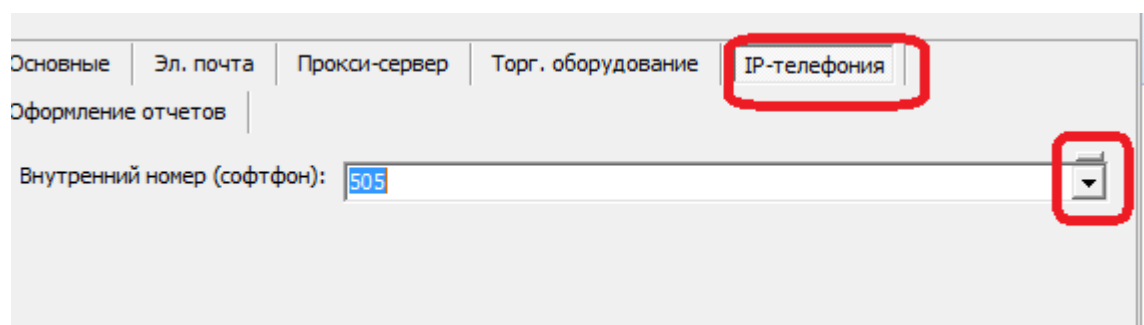 Основные Эл. почта Прокси-сервер Торг. оборудование IP-телефония
Оформление отчетов
Внутренний номер (софтфон): 505